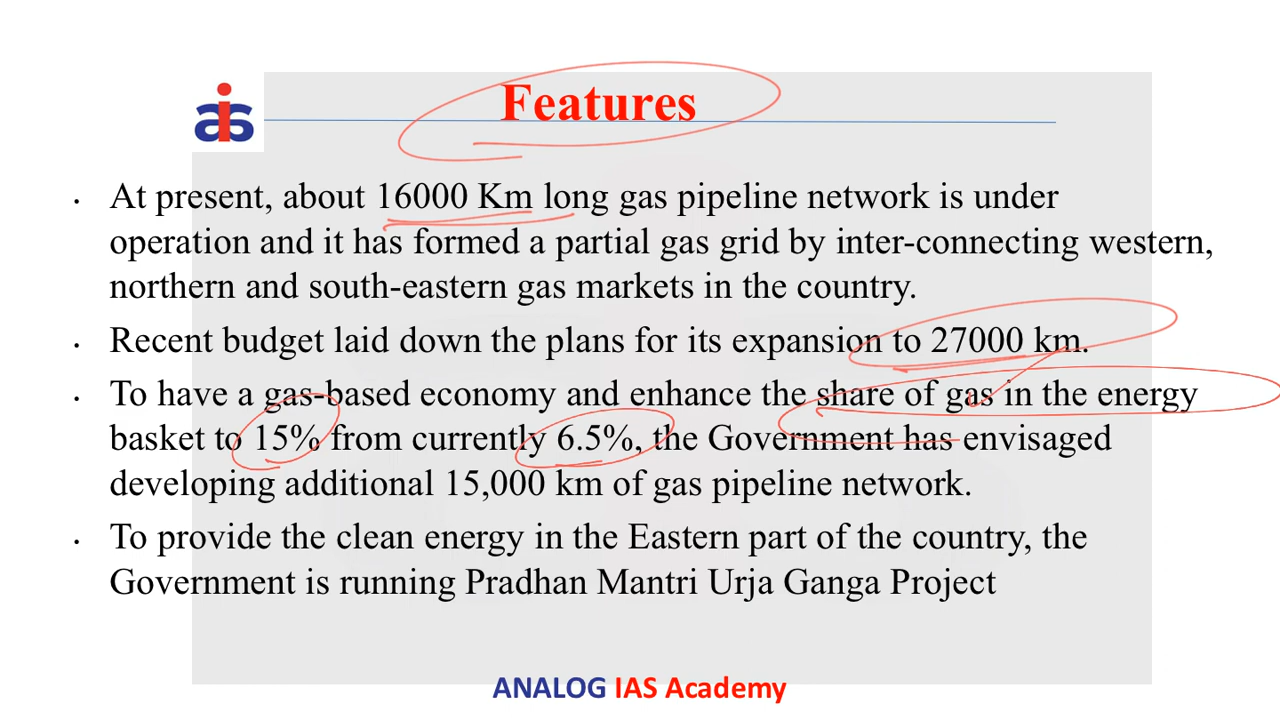 ais
Features
• At present, about 16000 Km long gas pipeline network is under
operation and it has formed a partial gas grid by inter-connecting western,
northern and south-eastern gas markets in the country.
• Recent budget laid down the plans for its expansion to 27000 km.
• To have a gas-based economy and enhance the share of gas in the energy
basket to 15% from currently 6.5%, the Government has envisaged
developing additional 15,000 km of gas pipeline network.
• To provide the clean energy in the Eastern part of the country, the
Government is running Pradhan Mantri Urja Ganga Project
ANALOG IAS Academy